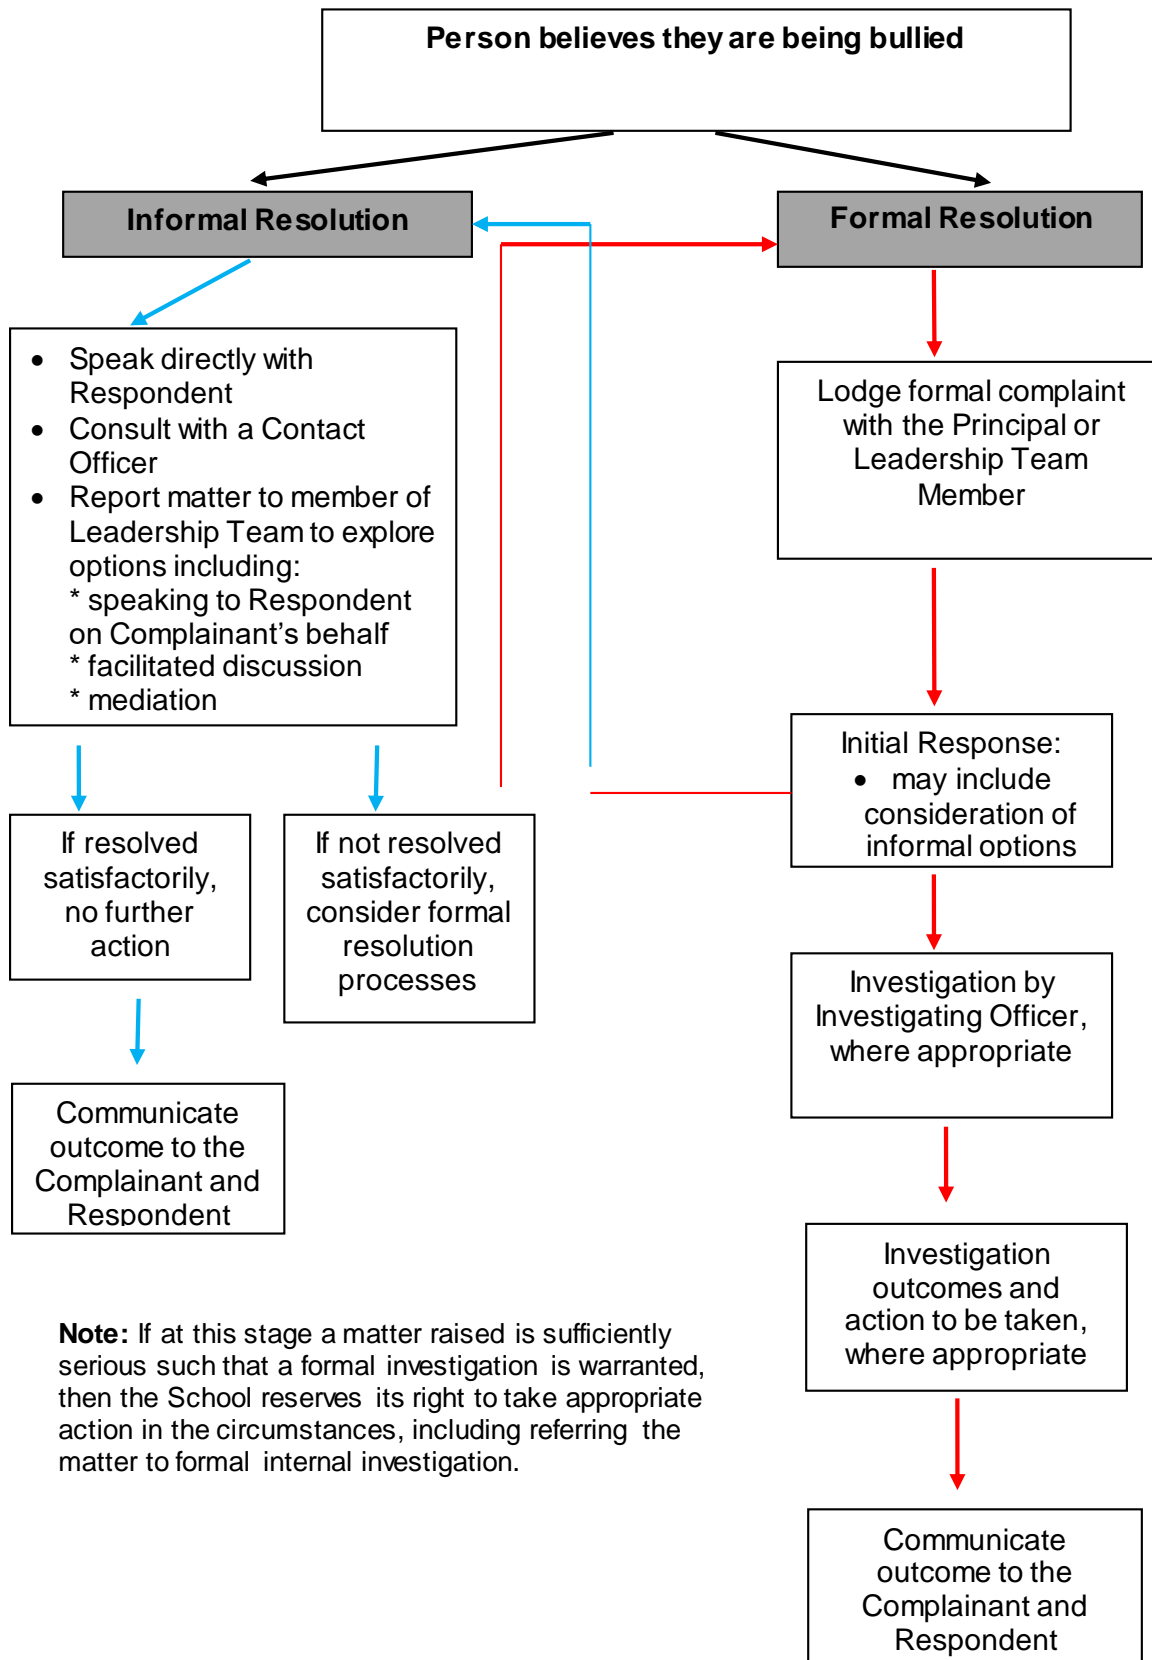 Person believes they are being bullied
Informal Resolution
Formal Resolution
• Speak directly with
Respondent
• Consult with a Contact
Officer
• Report matter to member of
Leadership Team to explore
options including:
* speaking to Respondent
on Complainant’s behalf
* facilitated discussion
* mediation
Lodge formal complaint
with the Principal or
Leadership Team
Member
Initial Response:
• may include
consideration of
informal options
If resolved
satisfactorily,
no further
action
If not resolved
satisfactorily,
consider formal
resolution
processes
Investigation by
Investigating Officer,
where appropriate
Communicate
outcome to the
Complainant and
Respondent
Investigation
outcomes and
action to be taken,
where appropriate
Note: If at this stage a matter raised is sufficiently
serious such that a formal investigation is warranted,
then the School reserves its right to take appropriate
action in the circumstances, including referring the
matter to formal internal investigation.
Communicate
outcome to the
Complainant and
Respondent